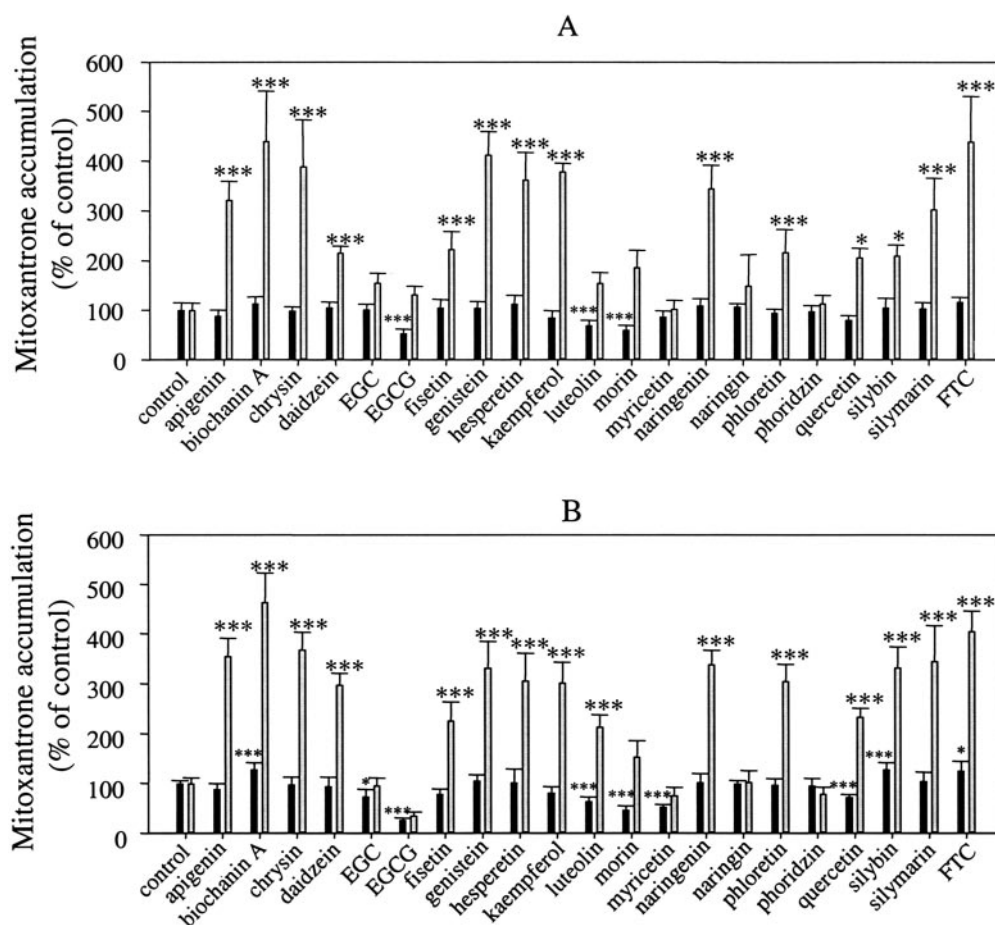 A
Mitoxantrone accumulation
(% of control)
600
500
400
300
200
100
0
*** *** *** *** *** *** *** *** *** *** *** *** *** * * *** ***
control
apigenin
biochanin A
chrysin
daidzein
EGC
EGCG
fisetin
genistein
hesperetin
kaempferol
luteolin
morin
myricetin
naringenin
naringin
phloretin
phoridzin
quercetin
silybin
silymarin
FTC
B
Mitoxantrone accumulation
(% of control)
600
500
400
300
200
100
0
*** *** *** *** *** * *** *** *** *** *** *** *** *** *** *** *** *** *** *** *** *** * ***
control
apigenin
biochanin A
chrysin
daidzein
EGC
EGCG
fisetin
genistein
hesperetin
kaempferol
luteolin
morin
myricetin
naringenin
naringin
phloretin
phoridzin
quercetin
silybin
silymarin
FTC